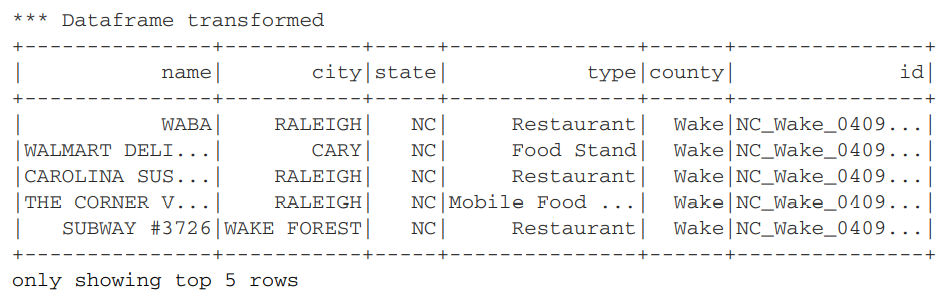 *** Dataframe transformed
+---------------+-----------+-----+---------------+------+---------------+
|           name|       city|state|           type|county|             id|
+---------------+-----------+-----+---------------+------+---------------+
|           WABA|    RALEIGH|   NC|     Restaurant|  Wake|NC_Wake_0409...|
|WALMART DELI...|       CARY|   NC|     Food Stand|  Wake|NC_Wake_0409...|
|CAROLINA SUS...|    RALEIGH|   NC|     Restaurant|  Wake|NC_Wake_0409...|
|THE CORNER V...|    RALEIGH|   NC|Mobile Food ...|  Wake|NC_Wake_0409...|
|   SUBWAY #3726|WAKE FOREST|   NC|     Restaurant|  Wake|NC_Wake_0409...|
+---------------+-----------+-----+---------------+------+---------------+
only showing top 5 rows